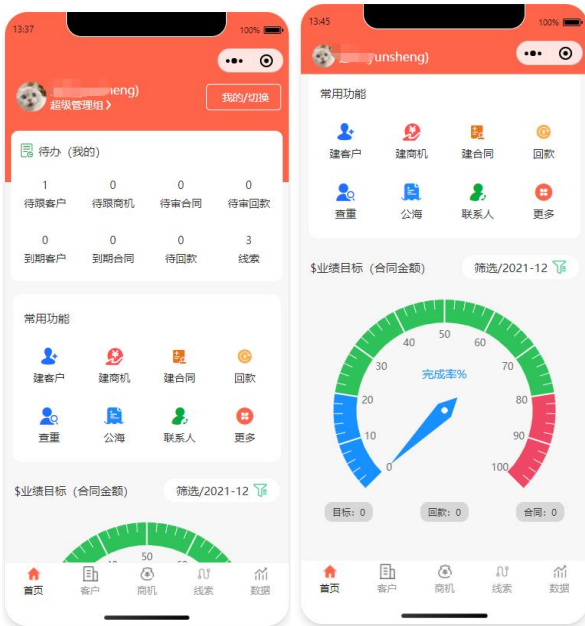 13:37
100%
eng)
超级管理组
我的/切换
待办（我的）
1 0 0 0
待跟客户 待跟商机 待审合同 待审回款
0 0 0 3
到期客户 到期合同 待回款 线索
常用功能
建客户 建商机 建合同 回款
查重 公海 联系人 更多
$业绩目标（合同金额） 筛选/2021-12
50
首页 客户 商机 线索 数据
13:45
100%
yunsheng)
常用功能
建客户 建商机 建合同 回款
查重 公海 联系人 更多
$业绩目标（合同金额） 筛选/2021-12
0
10
20
30
40
50
60
70
80
90
100
完成率%
目标：0 回款：0 合同：0
首页 客户 商机 线索 数据